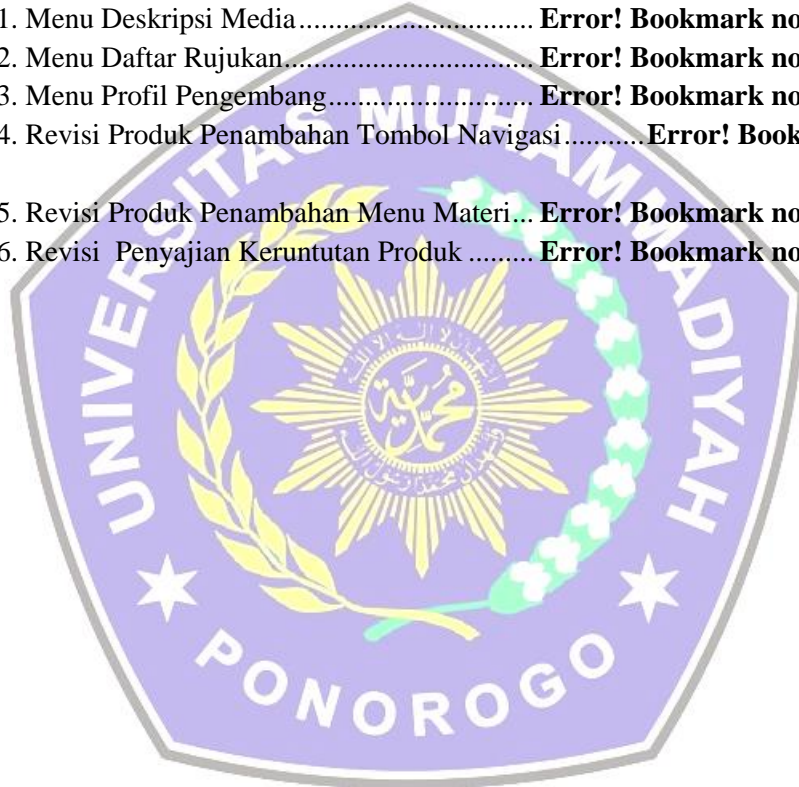 1. Menu Deskripsi Media.............................. Error! Bookmark no
2. Menu Daftar Rujukan................................ Error! Bookmark no
3. Menu Profil Pengembang.......................... Error! Bookmark no
4. Revisi Produk Penambahan Tombol Navigasi...........Error! Book
5. Revisi Produk Penambahan Menu Materi... Error! Bookmark no
6. Revisi  Penyajian Keruntutan Produk ......... Error! Bookmark no
UNIVERSITAS MUHAMMADIYAH
محمدية
PONOROGO